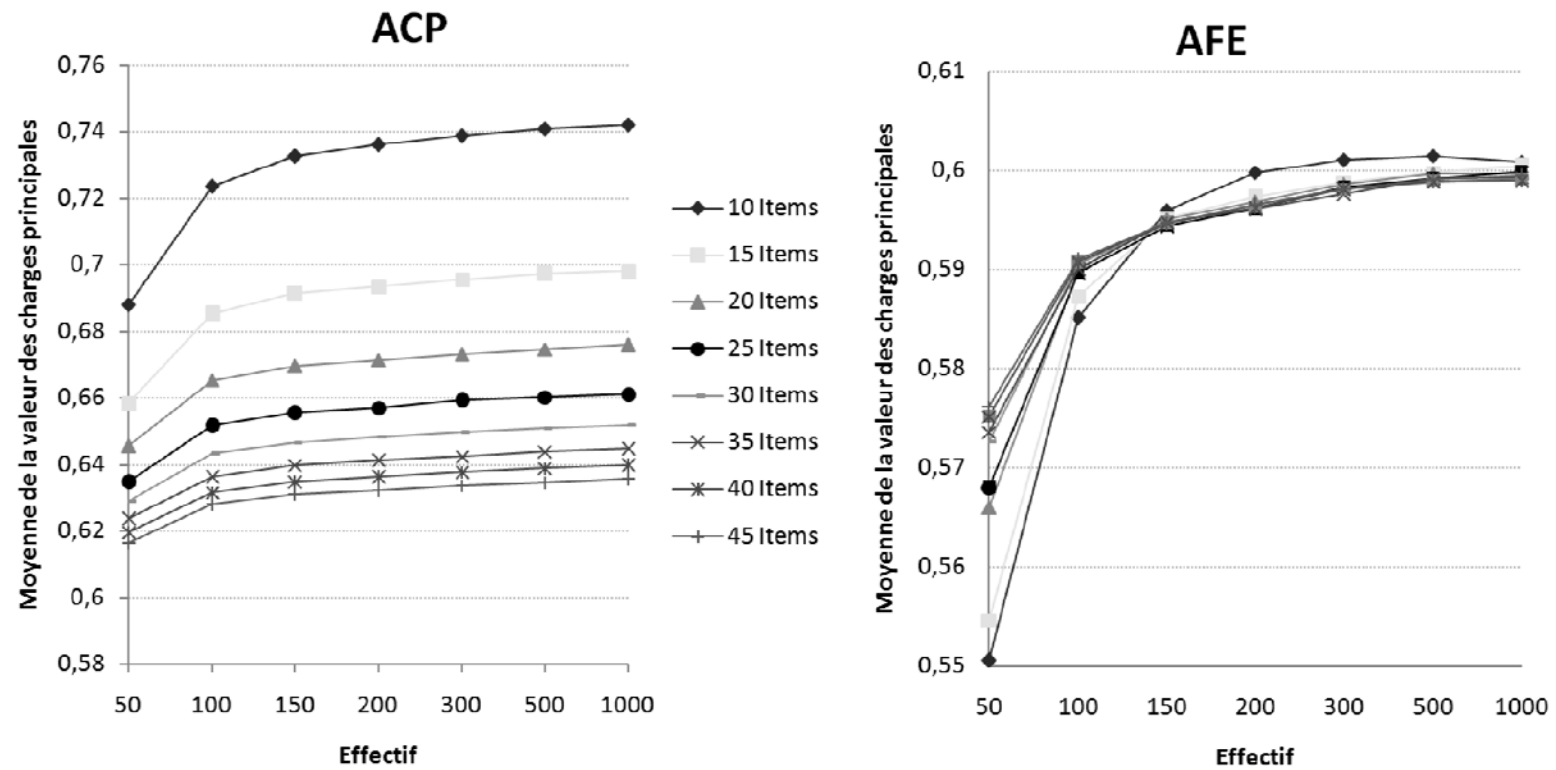 ACP
Moyenne de la valeur des charges principales
0,76
0,74
0,72
0,7
0,68
0,66
0,64
0,62
0,6
0,58
50 100 150 200 300 500 1000
Effectif
10 Items
15 Items
20 Items
25 Items
30 Items
35 Items
40 Items
45 Items
AFE
Moyenne de la valeur des charges principales
0,61
0,6
0,59
0,58
0,57
0,56
0,55
50 100 150 200 300 500 1000
Effectif